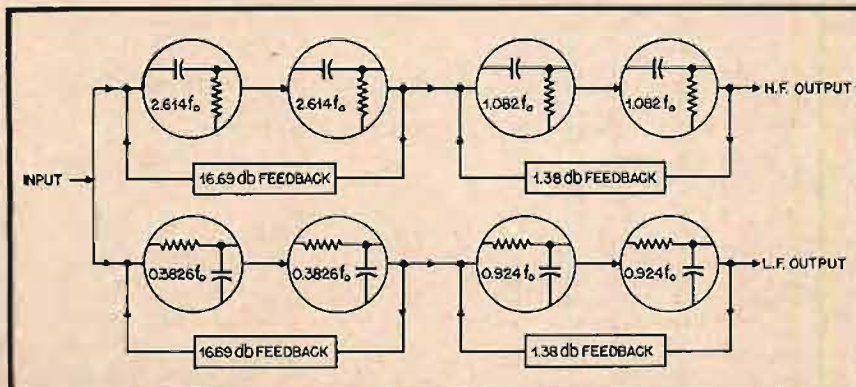 2.614f₀ 2.614f₀ 1.082f₀ 1.082f₀
H.F. OUTPUT
16.69 db FEEDBACK 1.38 db FEEDBACK
INPUT
0.3826f₀ 0.3826f₀ 0.924f₀ 0.924f₀
L.F. OUTPUT
16.69 db FEEDBACK 1.38 db FEEDBACK